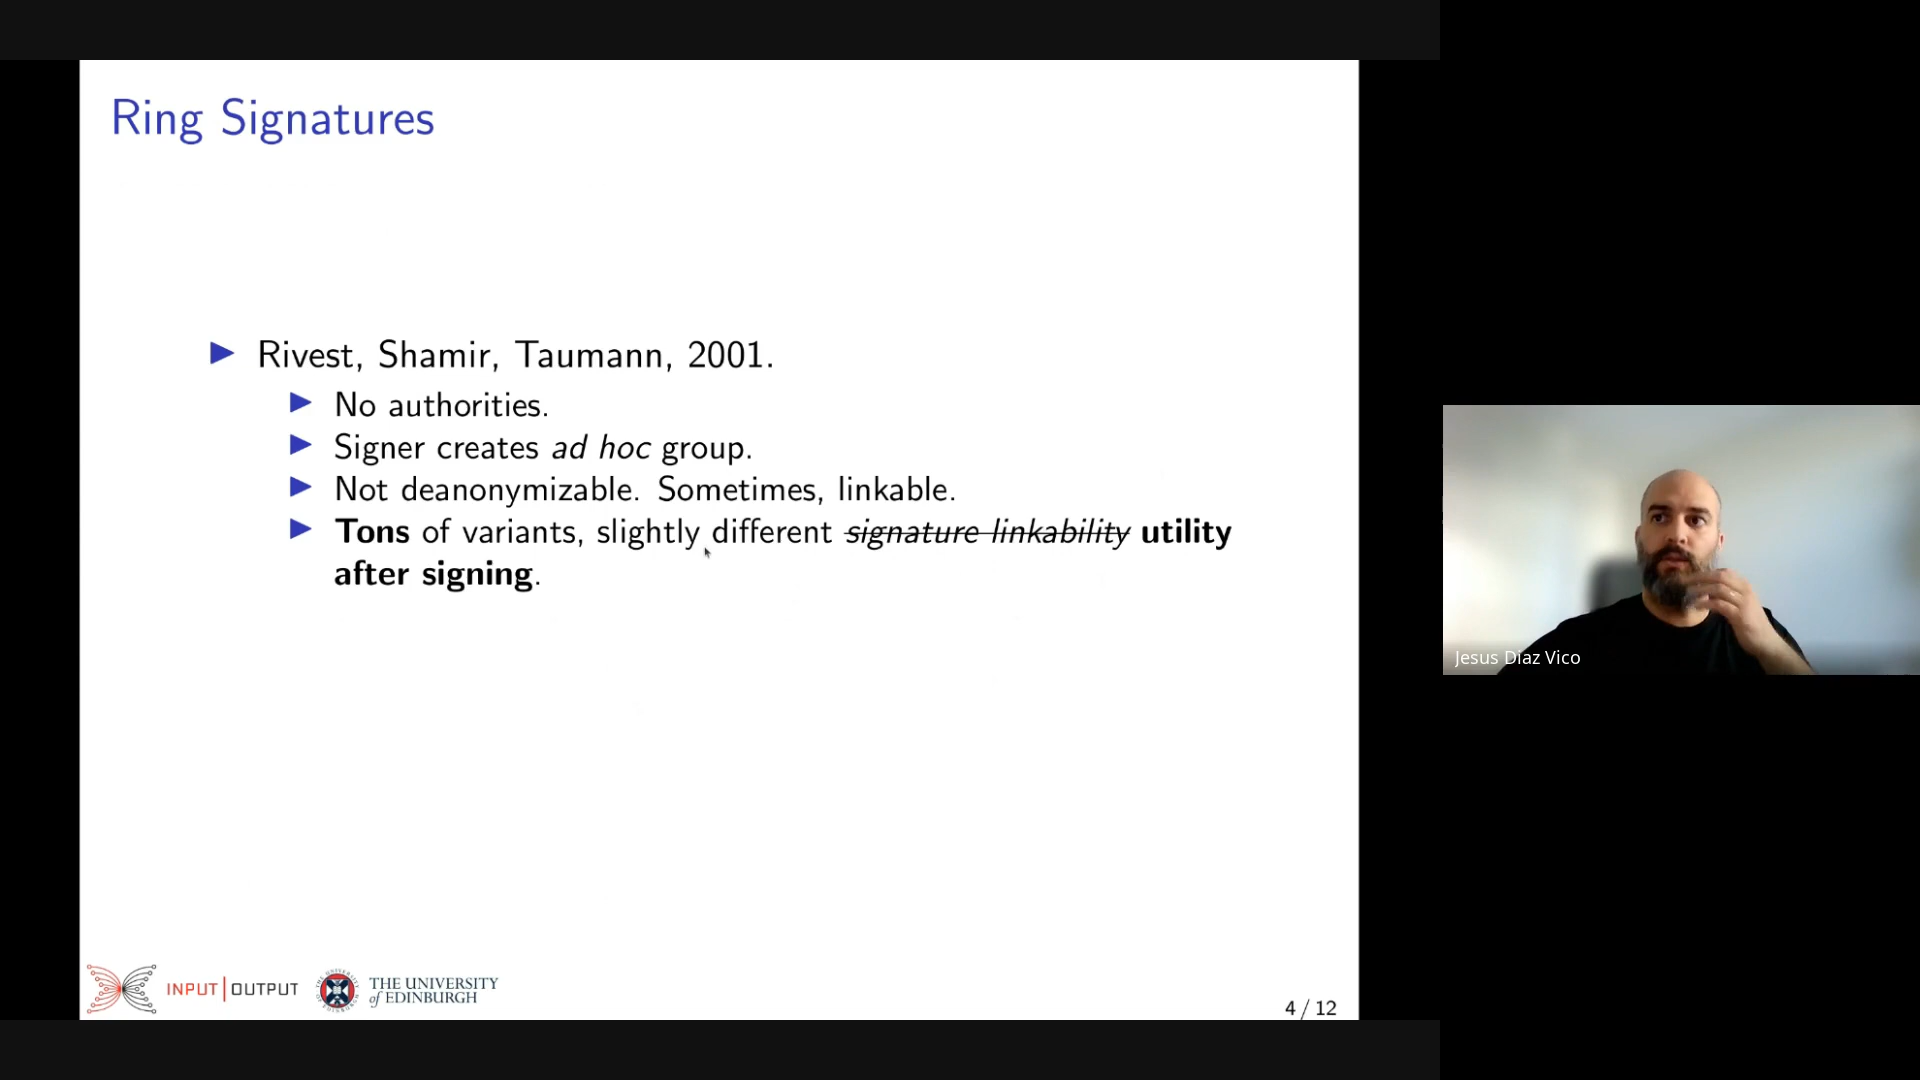 Ring Signatures
Rivest, Shamir, Taumann, 2001.
No authorities.
Signer creates ad hoc group.
Not deanonymizable. Sometimes, linkable.
Tons of variants, slightly different signature linkability utility
after signing.
INPUT|OUTPUT
THE UNIVERSITY
of EDINBURGH
4 / 12
Jesus Diaz Vico